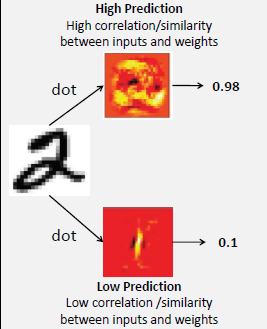 High Prediction
High correlation/similarity
between inputs and weights
dot
0.98
2
dot
0.1
Low Prediction
Low correlation /similarity
between inputs and weights